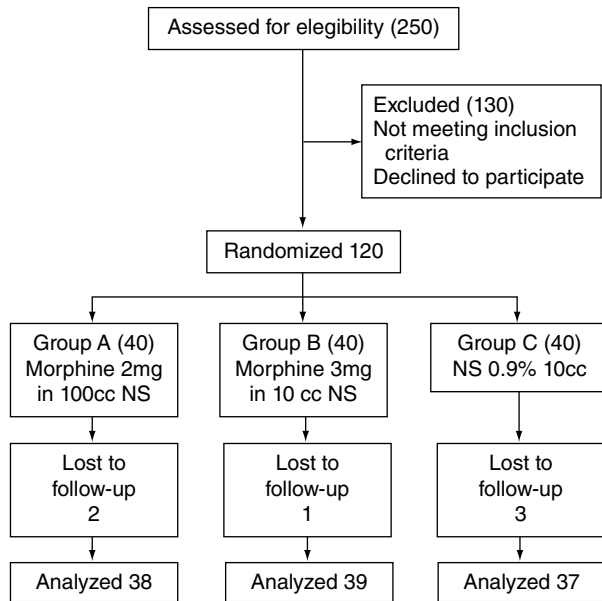 Assessed for elegibility (250)
Excluded (130)
Not meeting inclusion
criteria
Declined to participate
Randomized 120
Group A (40)
Morphine 2mg
in 100cc NS
Group B (40)
Morphine 3mg
in 10 cc NS
Group C (40)
NS 0.9% 10cc
Lost to
follow-up
2
Lost to
follow-up
1
Lost to
follow-up
3
Analyzed 38
Analyzed 39
Analyzed 37